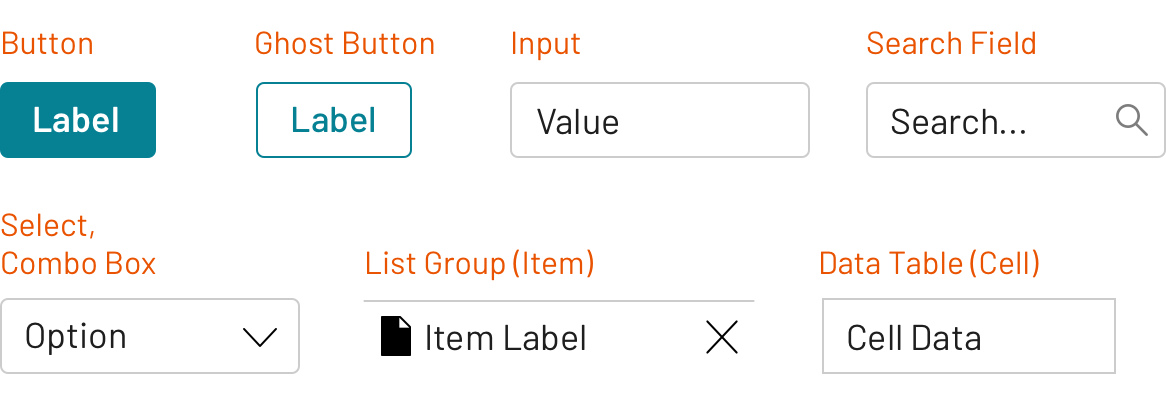 Button
Ghost Button
Input
Search Field
Label
Label
Value
Search...
Select,
Combo Box
List Group (Item)
Data Table (Cell)
Option
Item Label
Cell Data